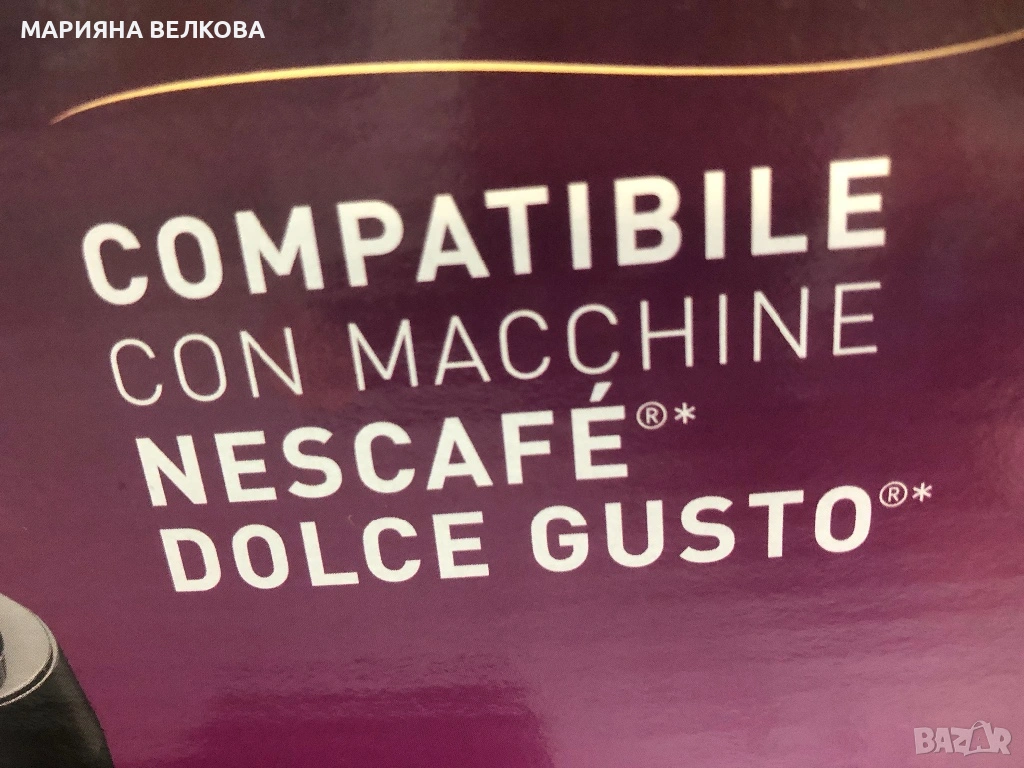 МАРИЯНА ВЕЛКОВА
COMPATIBILE
CON MACCHINE
NESCAFÉ®*
DOLCE GUSTO®*
BAZAR